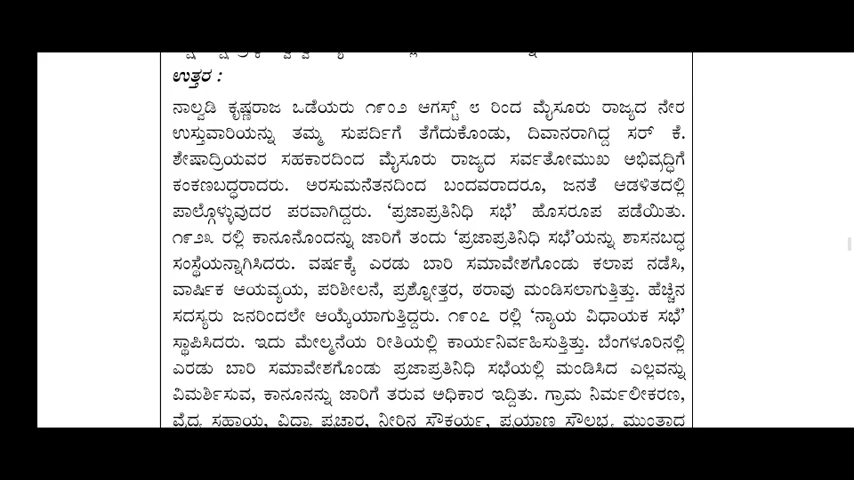 ಉತ್ತರ :
ನಾಲ್ವಡಿ ಕೃಷ್ಣರಾಜ ಒಡೆಯರು ೧೯೦೨ ಆಗಸ್ಟ್ ೮ ರಿಂದ ಮೈಸೂರು ರಾಜ್ಯದ ನೇರ
ಉಸ್ತುವಾರಿಯನ್ನು ತಮ್ಮ ಸುಪರ್ದಿಗೆ ತೆಗೆದುಕೊಂಡು, ದಿವಾನರಾಗಿದ್ದ ಸರ್ ಕೆ.
ಶೇಷಾದ್ರಿಯವರ ಸಹಕಾರದಿಂದ ಮೈಸೂರು ರಾಜ್ಯದ ಸರ್ವತೋಮುಖ ಅಭಿವೃದ್ಧಿಗೆ
ಕಂಕಣಬದ್ಧರಾದರು. ಅರಸುಮನೆತನದಿಂದ ಬಂದವರಾದರೂ, ಜನತೆ ಆಡಳಿತದಲ್ಲಿ
ಪಾಲ್ಗೊಳ್ಳುವುದರ ಪರವಾಗಿದ್ದರು. ‘ಪ್ರಜಾಪ್ರತಿನಿಧಿ ಸಭೆ’ ಹೊಸರೂಪ ಪಡೆಯಿತು.
೧೯೨೩ ರಲ್ಲಿ ಕಾನೂನೊಂದನ್ನು ಜಾರಿಗೆ ತಂದು ‘ಪ್ರಜಾಪ್ರತಿನಿಧಿ ಸಭೆ’ಯನ್ನು ಶಾಸನಬದ್ಧ
ಸಂಸ್ಥೆಯನ್ನಾಗಿಸಿದರು. ವರ್ಷಕ್ಕೆ ಎರಡು ಬಾರಿ ಸಮಾವೇಶಗೊಂಡು ಕಲಾಪ ನಡೆಸಿ,
ವಾರ್ಷಿಕ ಆಯವ್ಯಯ, ಪರಿಶೀಲನೆ, ಪ್ರಶ್ನೋತ್ತರ, ಠರಾವು ಮಂಡಿಸಲಾಗುತ್ತಿತ್ತು. ಹೆಚ್ಚಿನ
ಸದಸ್ಯರು ಜನರಿಂದಲೇ ಆಯ್ಕೆಯಾಗುತ್ತಿದ್ದರು. ೧೯೦೭ ರಲ್ಲಿ ‘ನ್ಯಾಯ ವಿಧಾಯಕ ಸಭೆ’
ಸ್ಥಾಪಿಸಿದರು. ಇದು ಮೇಲ್ಮನೆಯ ರೀತಿಯಲ್ಲಿ ಕಾರ್ಯನಿರ್ವಹಿಸುತ್ತಿತ್ತು. ಬೆಂಗಳೂರಿನಲ್ಲಿ
ಎರಡು ಬಾರಿ ಸಮಾವೇಶಗೊಂಡು ಪ್ರಜಾಪ್ರತಿನಿಧಿ ಸಭೆಯಲ್ಲಿ ಮಂಡಿಸಿದ ಎಲ್ಲವನ್ನು
ವಿಮರ್ಶಿಸುವ, ಕಾನೂನನ್ನು ಜಾರಿಗೆ ತರುವ ಅಧಿಕಾರ ಇದ್ದಿತು. ಗ್ರಾಮ ನಿರ್ಮಲೀಕರಣ,
ವೈದ್ಯ ಸಹಾಯ, ವಿದ್ಯಾ ಪ್ರಚಾರ, ನೀರಿನ ಸೌಕರ್ಯ, ಪ್ರಯಾಣ ಸೌಲಭ್ಯ ಮುಂತಾದ